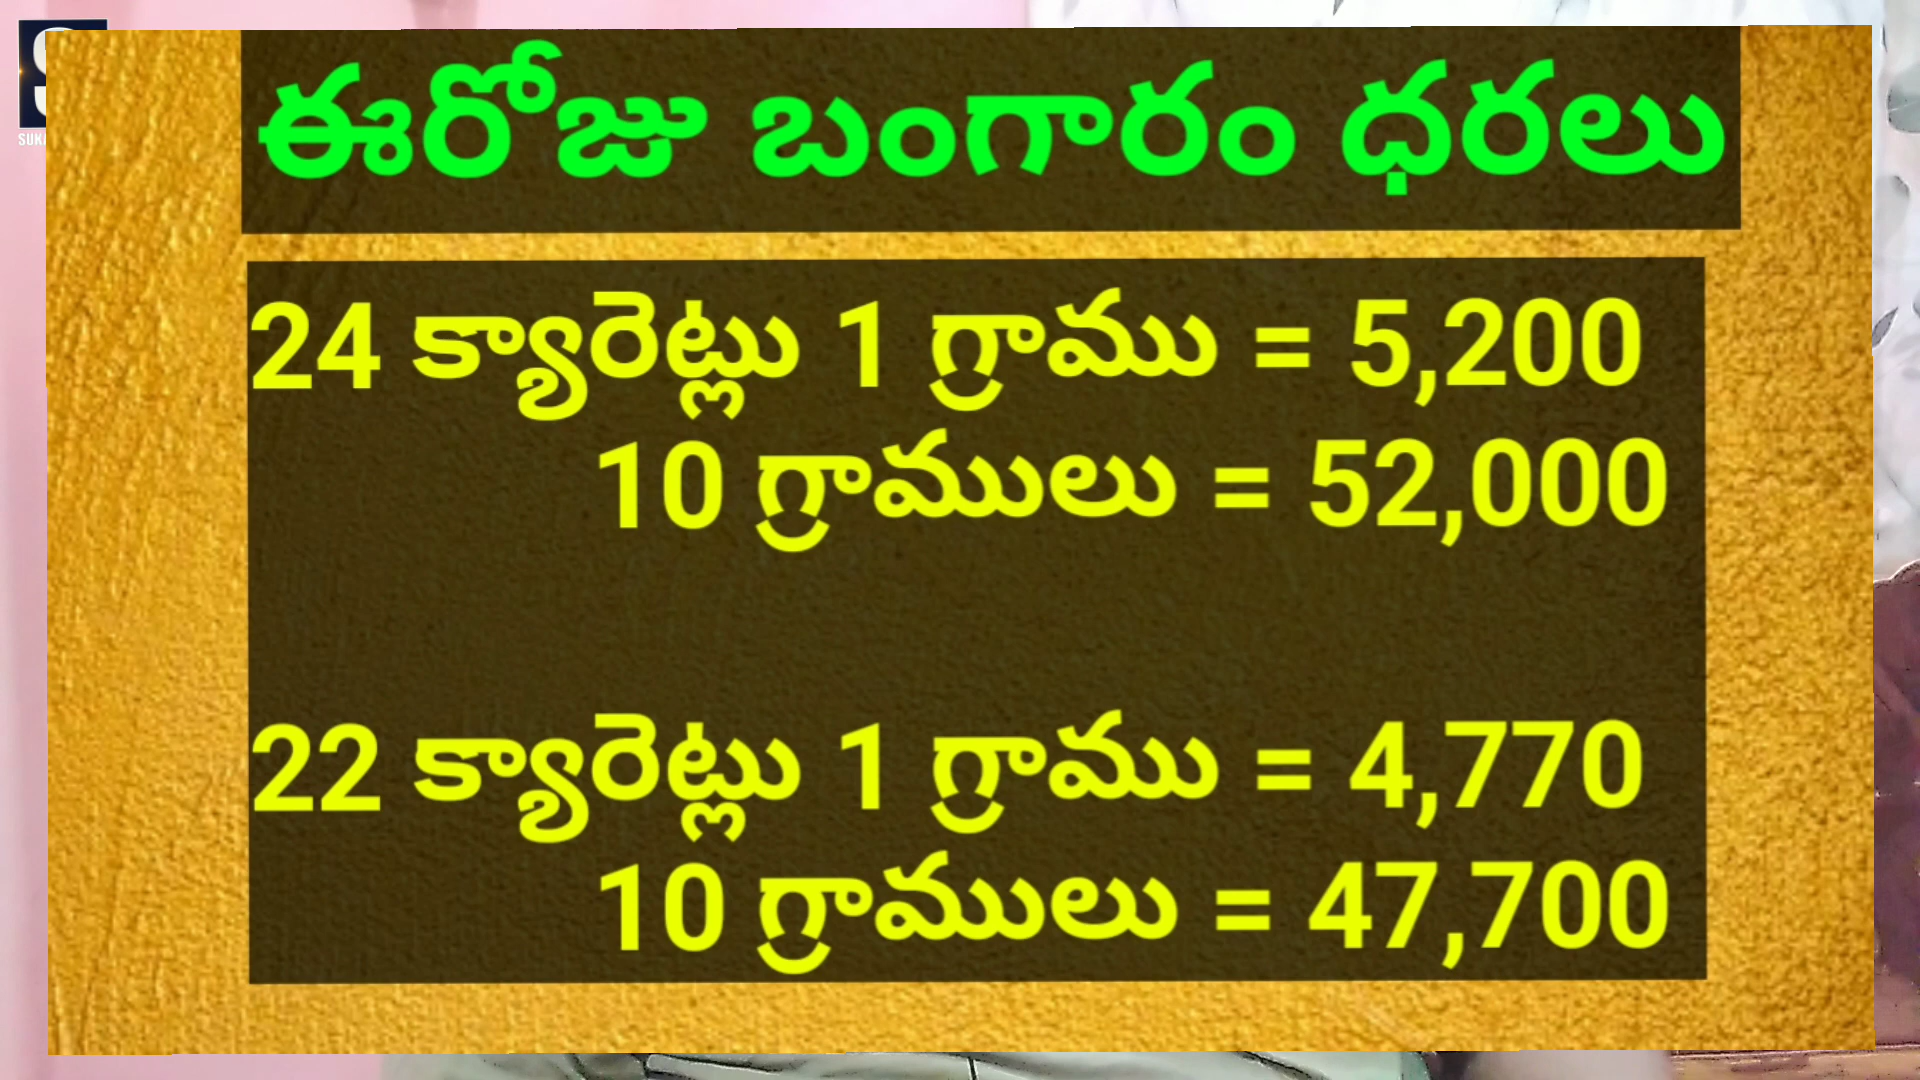 ఈరోజు బంగారం ధరలు
24 క్యారెట్లు 1 గ్రాము = 5,200
10 గ్రాములు = 52,000
22 క్యారెట్లు 1 గ్రాము = 4,770
10 గ్రాములు = 47,700